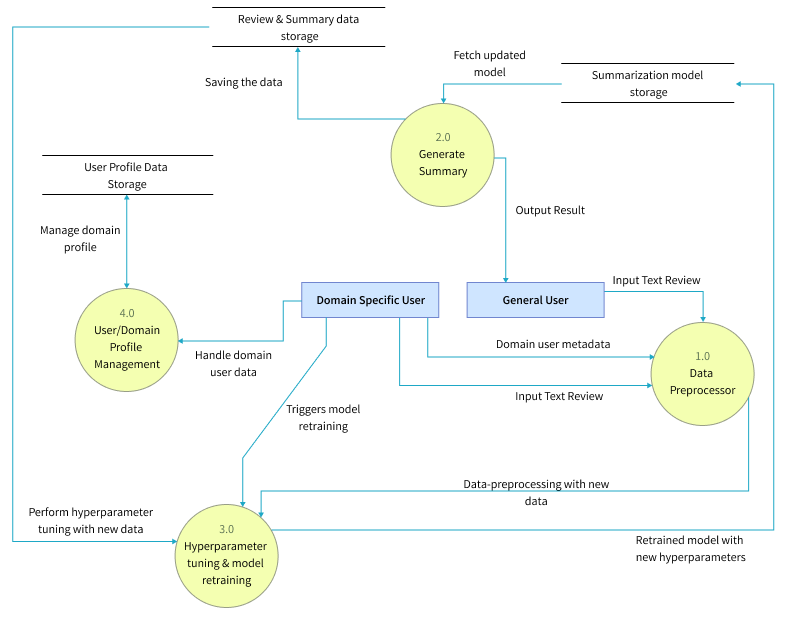 Review & Summary data
storage
Fetch updated
model
Summarization model
storage
Saving the data
2.0
Generate
Summary
User Profile Data
Storage
Output Result
Manage domain
profile
Input Text Review
Domain Specific User
General User
4.0
User/Domain
Profile
Management
Handle domain
user data
Domain user metadata
1.0
Data
Preprocessor
Input Text Review
Triggers model
retraining
Data-preprocessing with new
data
Perform hyperparameter
tuning with new data
3.0
Hyperparameter
tuning & model
retraining
Retrained model with
new hyperparameters